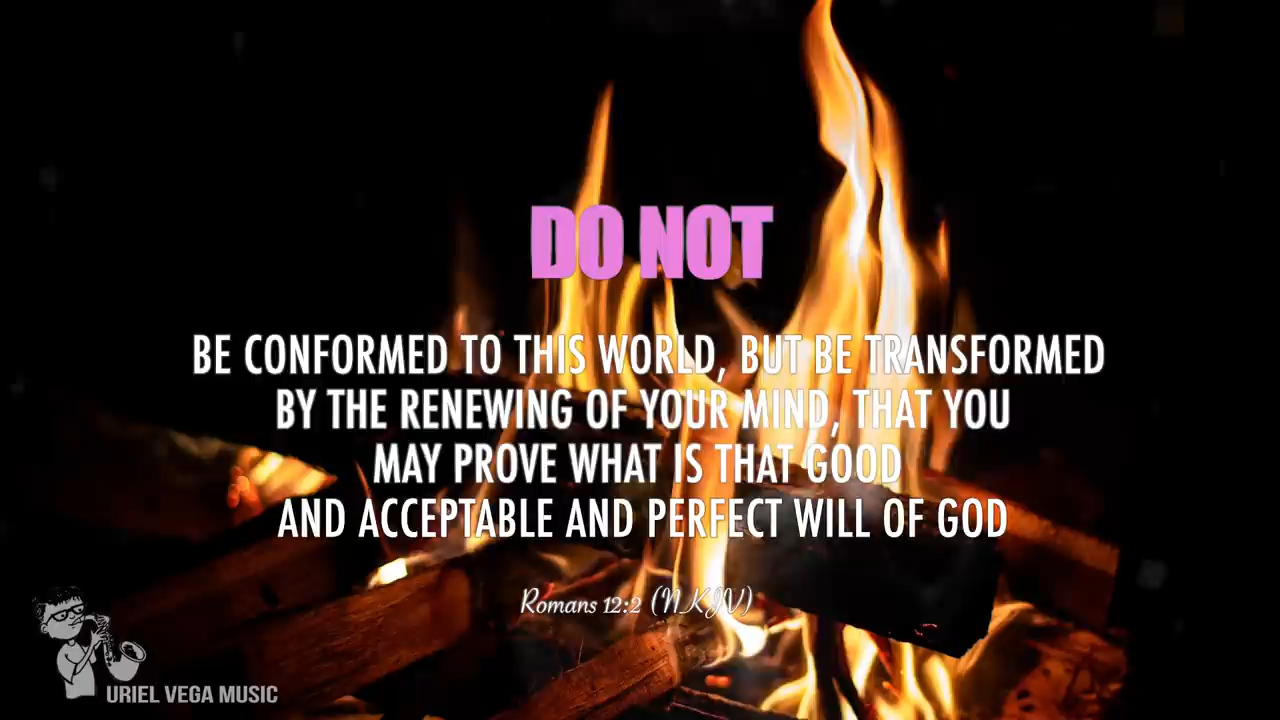 DO NOT
BE CONFORMED TO THIS WORLD, BUT BE TRANSFORMED
BY THE RENEWING OF YOUR MIND, THAT YOU
MAY PROVE WHAT IS THAT GOOD
AND ACCEPTABLE AND PERFECT WILL OF GOD
Romans 12:2 (NKJV)
URIEL VEGA MUSIC